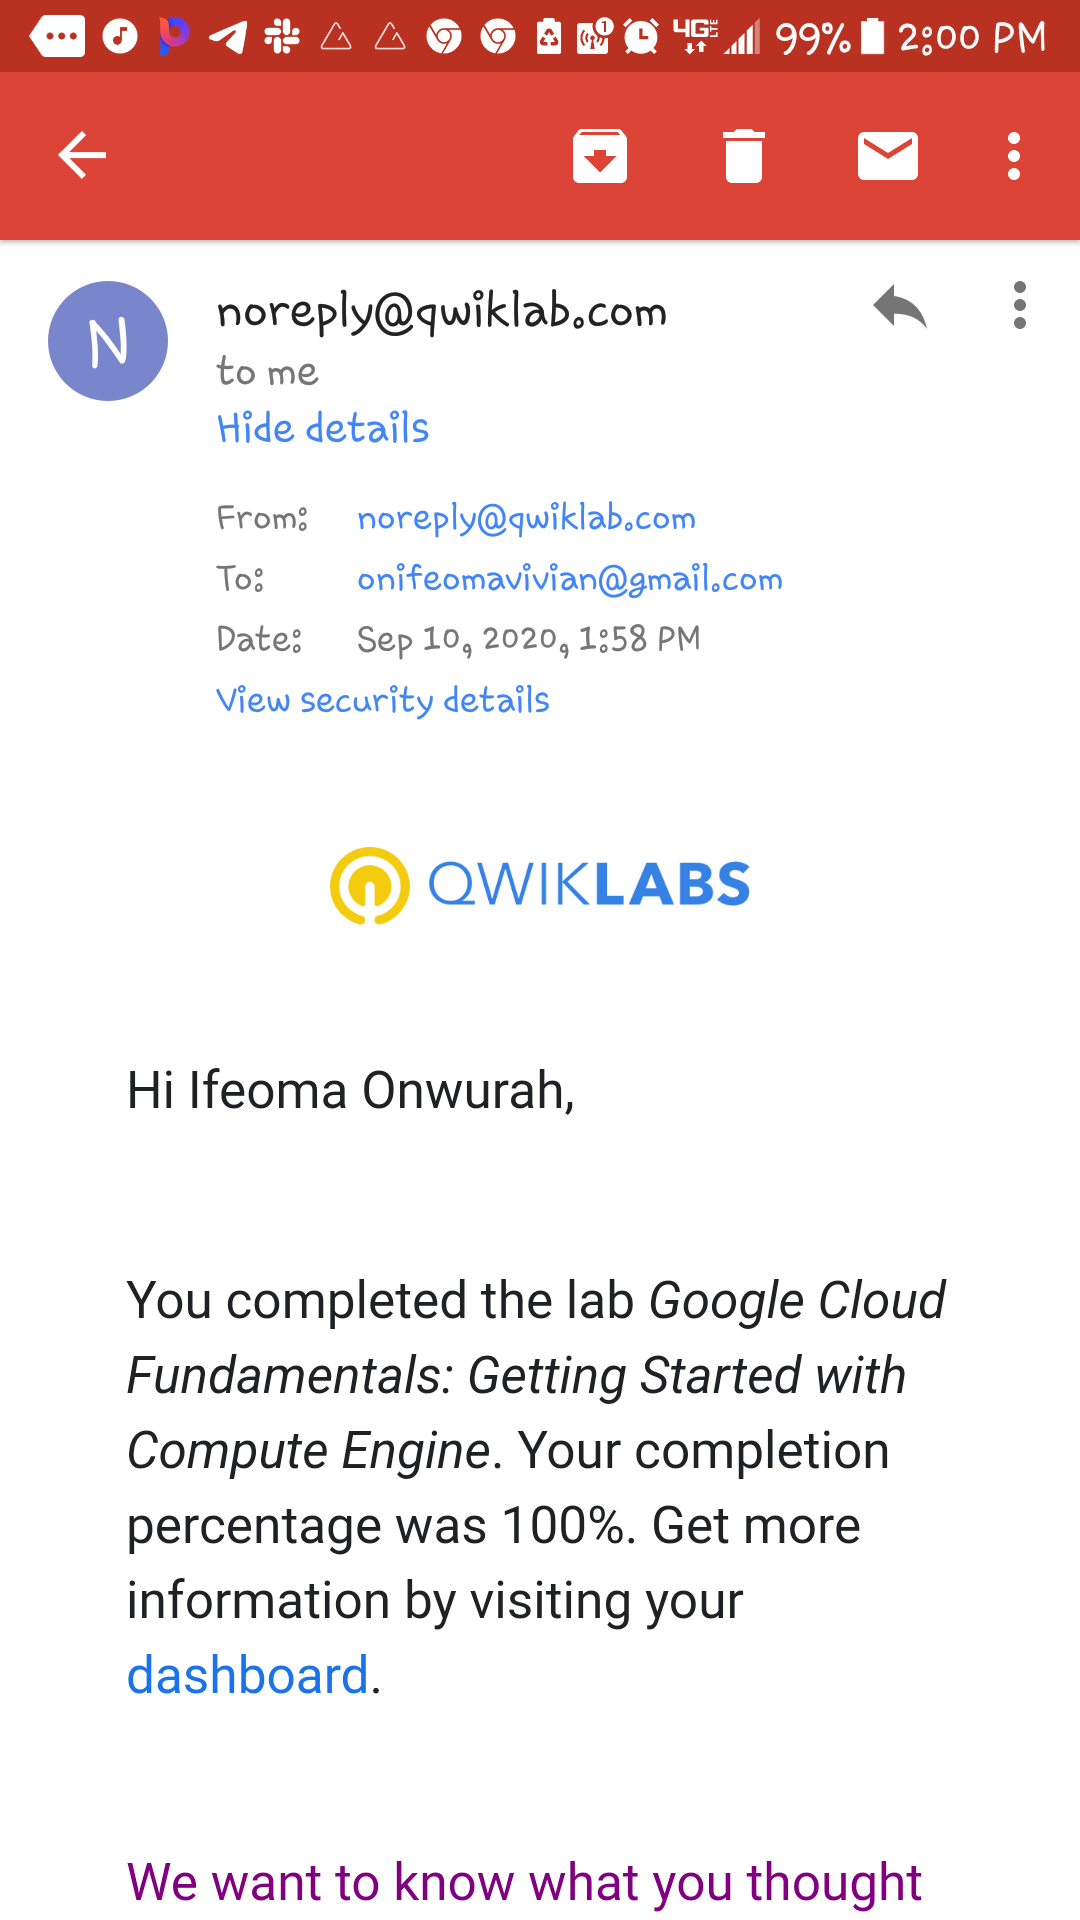 99% 2:00 PM
N
noreply@qwiklab.com
to me
Hide details
From: noreply@qwiklab.com
To: onifeomavivian@gmail.com
Date: Sep 10, 2020, 1:58 PM
View security details
QWIKLABS
Hi Ifeoma Onwurah,
You completed the lab Google Cloud
Fundamentals: Getting Started with
Compute Engine. Your completion
percentage was 100%. Get more
information by visiting your
dashboard.
We want to know what you thought